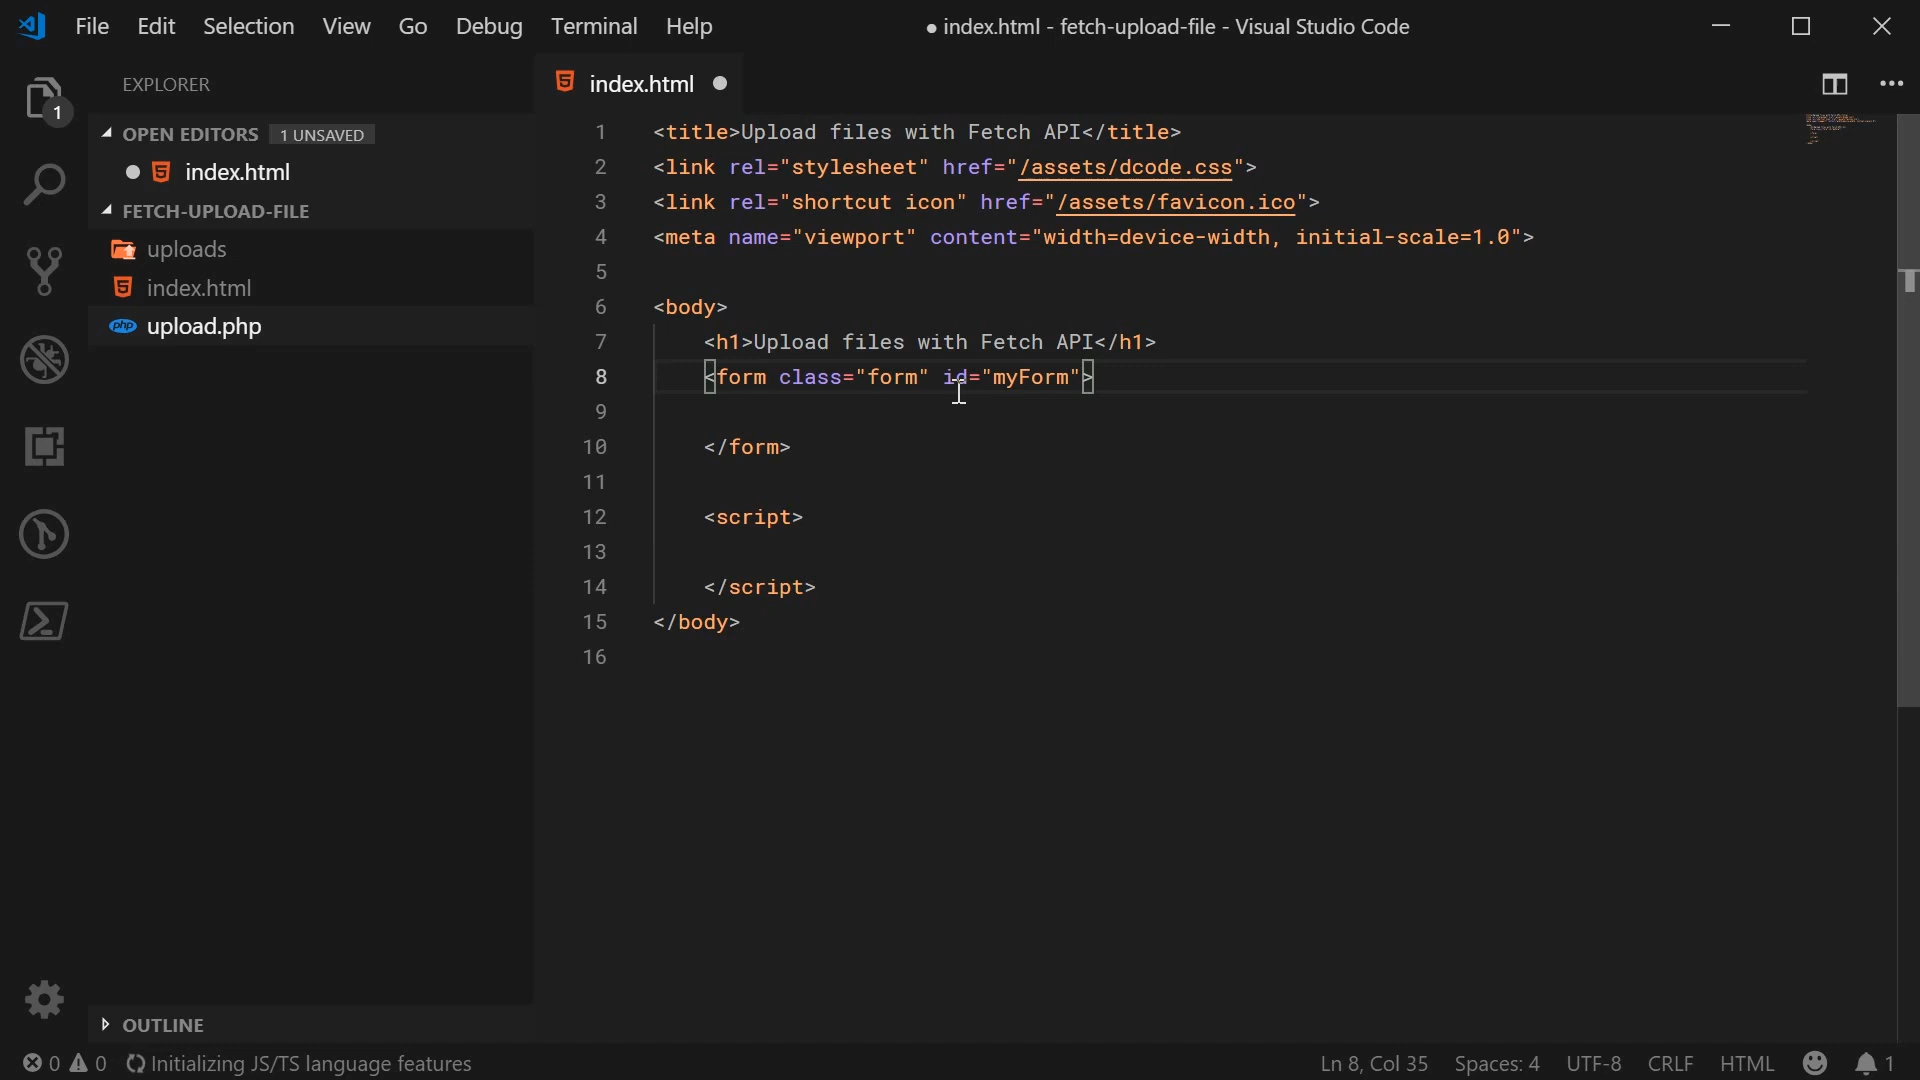 File Edit Selection View Go Debug Terminal Help
● index.html - fetch-upload-file - Visual Studio Code
EXPLORER
1
OPEN EDITORS 1 UNSAVED
index.html
FETCH-UPLOAD-FILE
uploads
index.html
php upload.php
OUTLINE
index.html
1 <title>Upload files with Fetch API</title>
2 <link rel="stylesheet" href="/assets/dcode.css">
3 <link rel="shortcut icon" href="/assets/favicon.ico">
4 <meta name="viewport" content="width=device-width, initial-scale=1.0">
5
6 <body>
7 <h1>Upload files with Fetch API</h1>
8 <form class="form" id="myForm">
9
10 </form>
11
12 <script>
13
14 </script>
15 </body>
16
0 0 Initializing JS/TS language features
Ln 8, Col 35 Spaces: 4 UTF-8 CRLF HTML 1